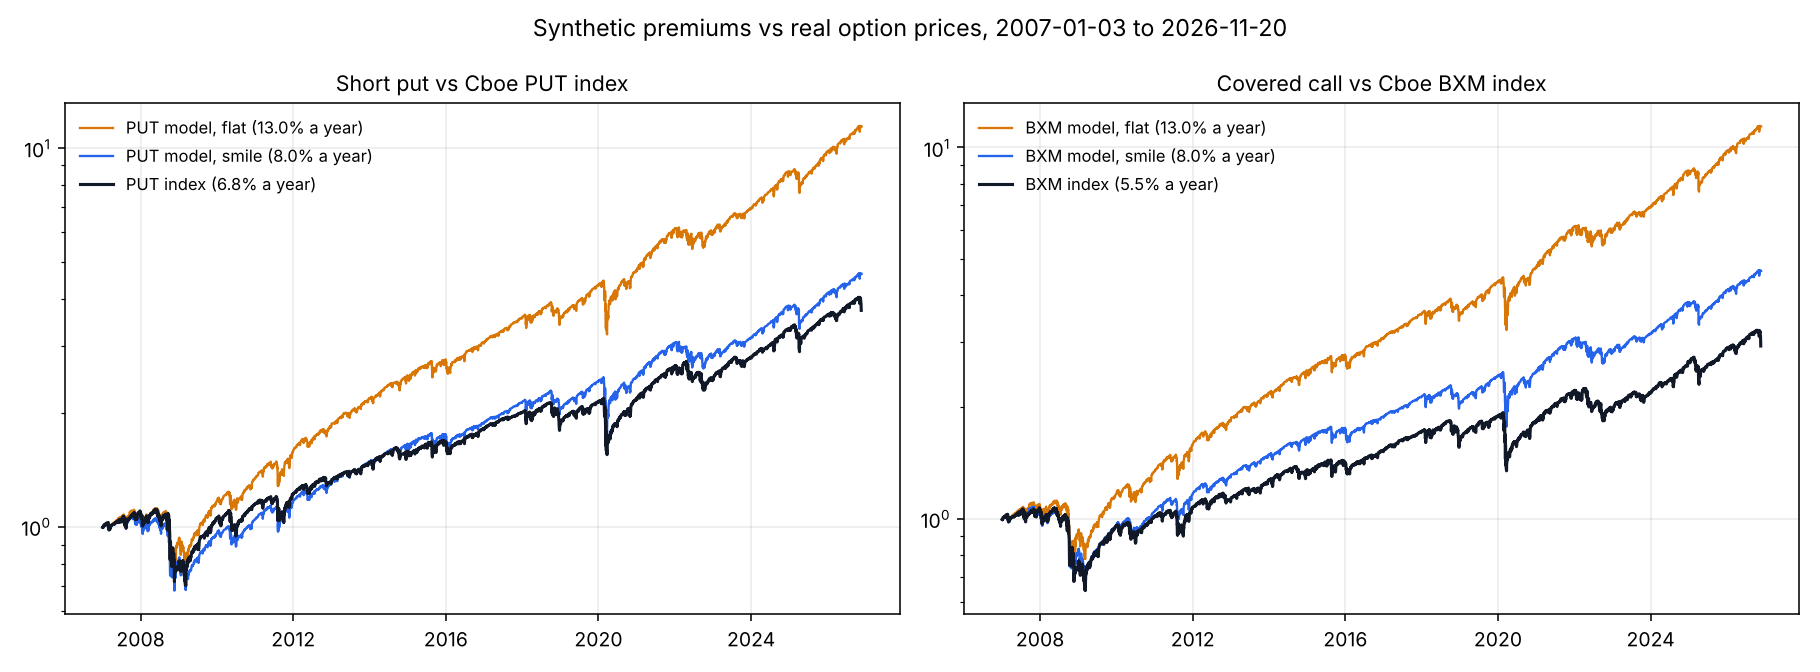 Synthetic premiums vs real option prices, 2007-01-03 to 2026-11-20
Short put vs Cboe PUT index
PUT model, flat (13.0% a year)
PUT model, smile (8.0% a year)
PUT index (6.8% a year)
10¹
10⁰
2008 2012 2016 2020 2024
Covered call vs Cboe BXM index
BXM model, flat (13.0% a year)
BXM model, smile (8.0% a year)
BXM index (5.5% a year)
10¹
10⁰
2008 2012 2016 2020 2024